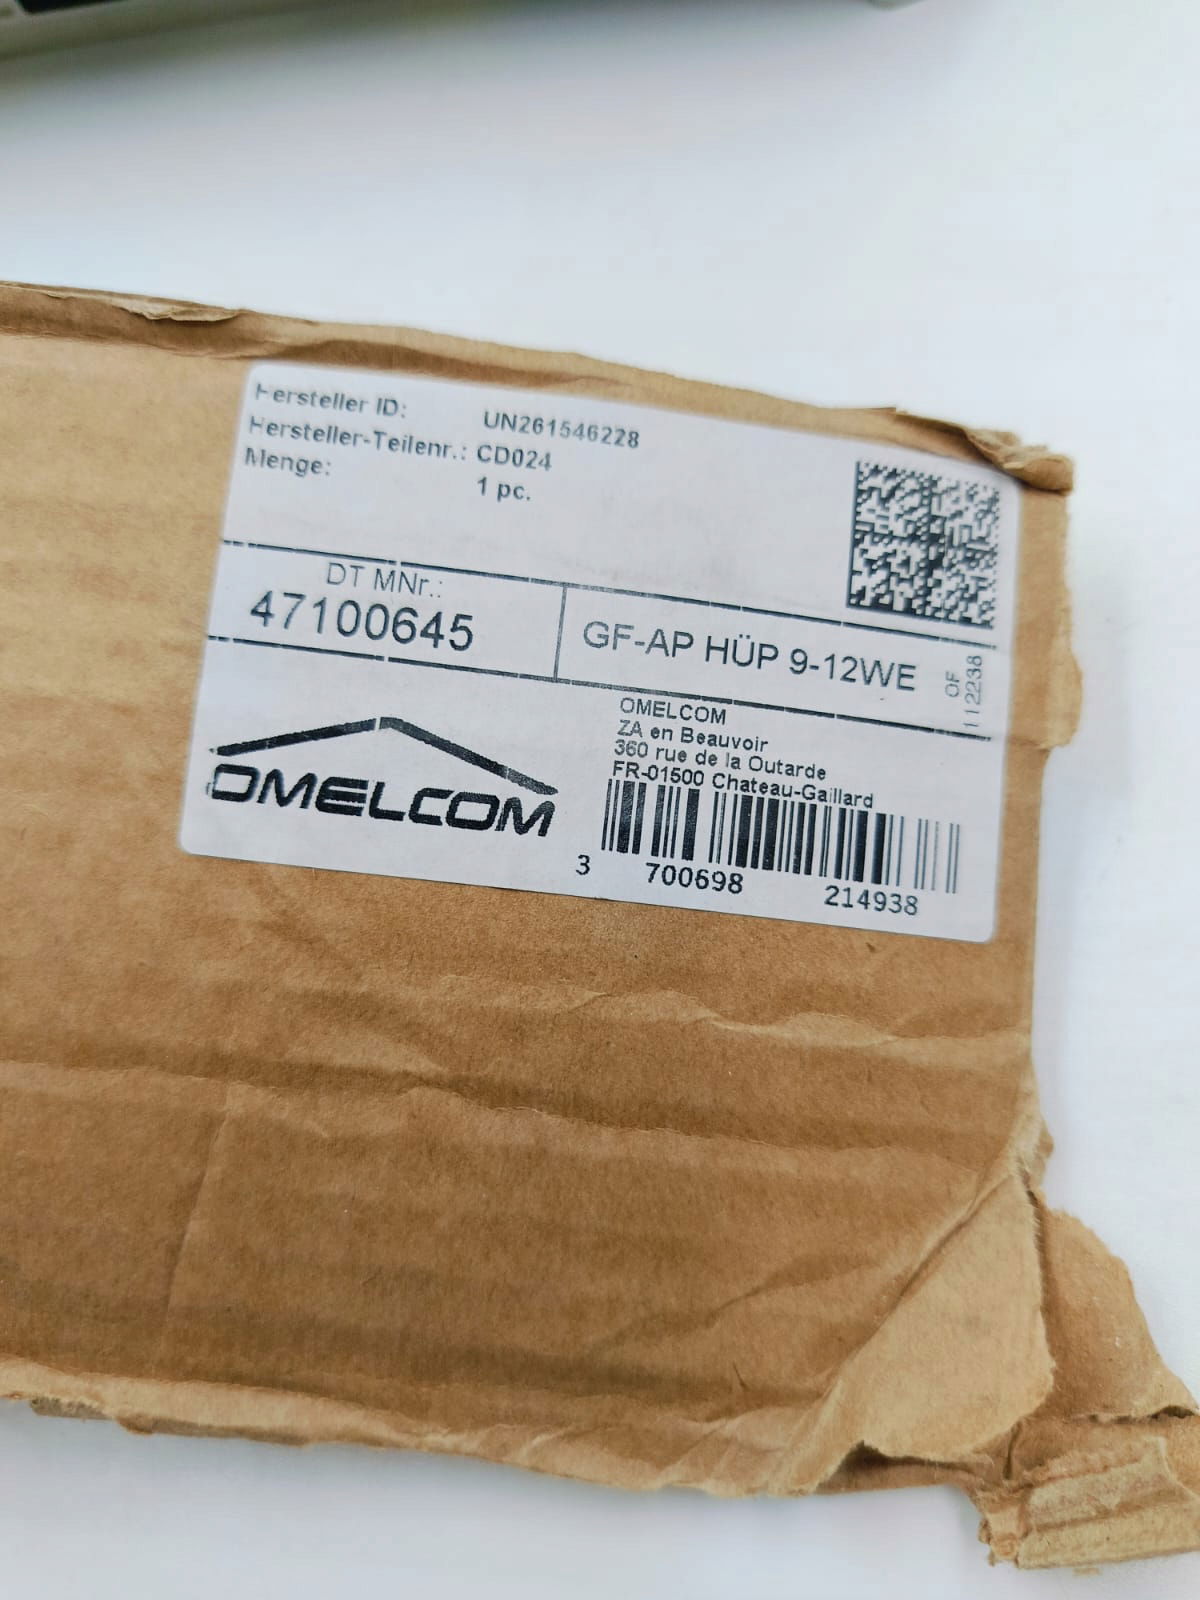 Hersteller ID: UN261546228
Hersteller-Teilenr.: CD024
Menge: 1 pc.
DT MNr.:
47100645
GF-AP HÜP 9-12WE
OF
112238
OMELCOM
OMELCOM
ZA en Beauvoir
360 rue de la Outarde
FR-01500 Chateau-Gaillard
3 700698 214938